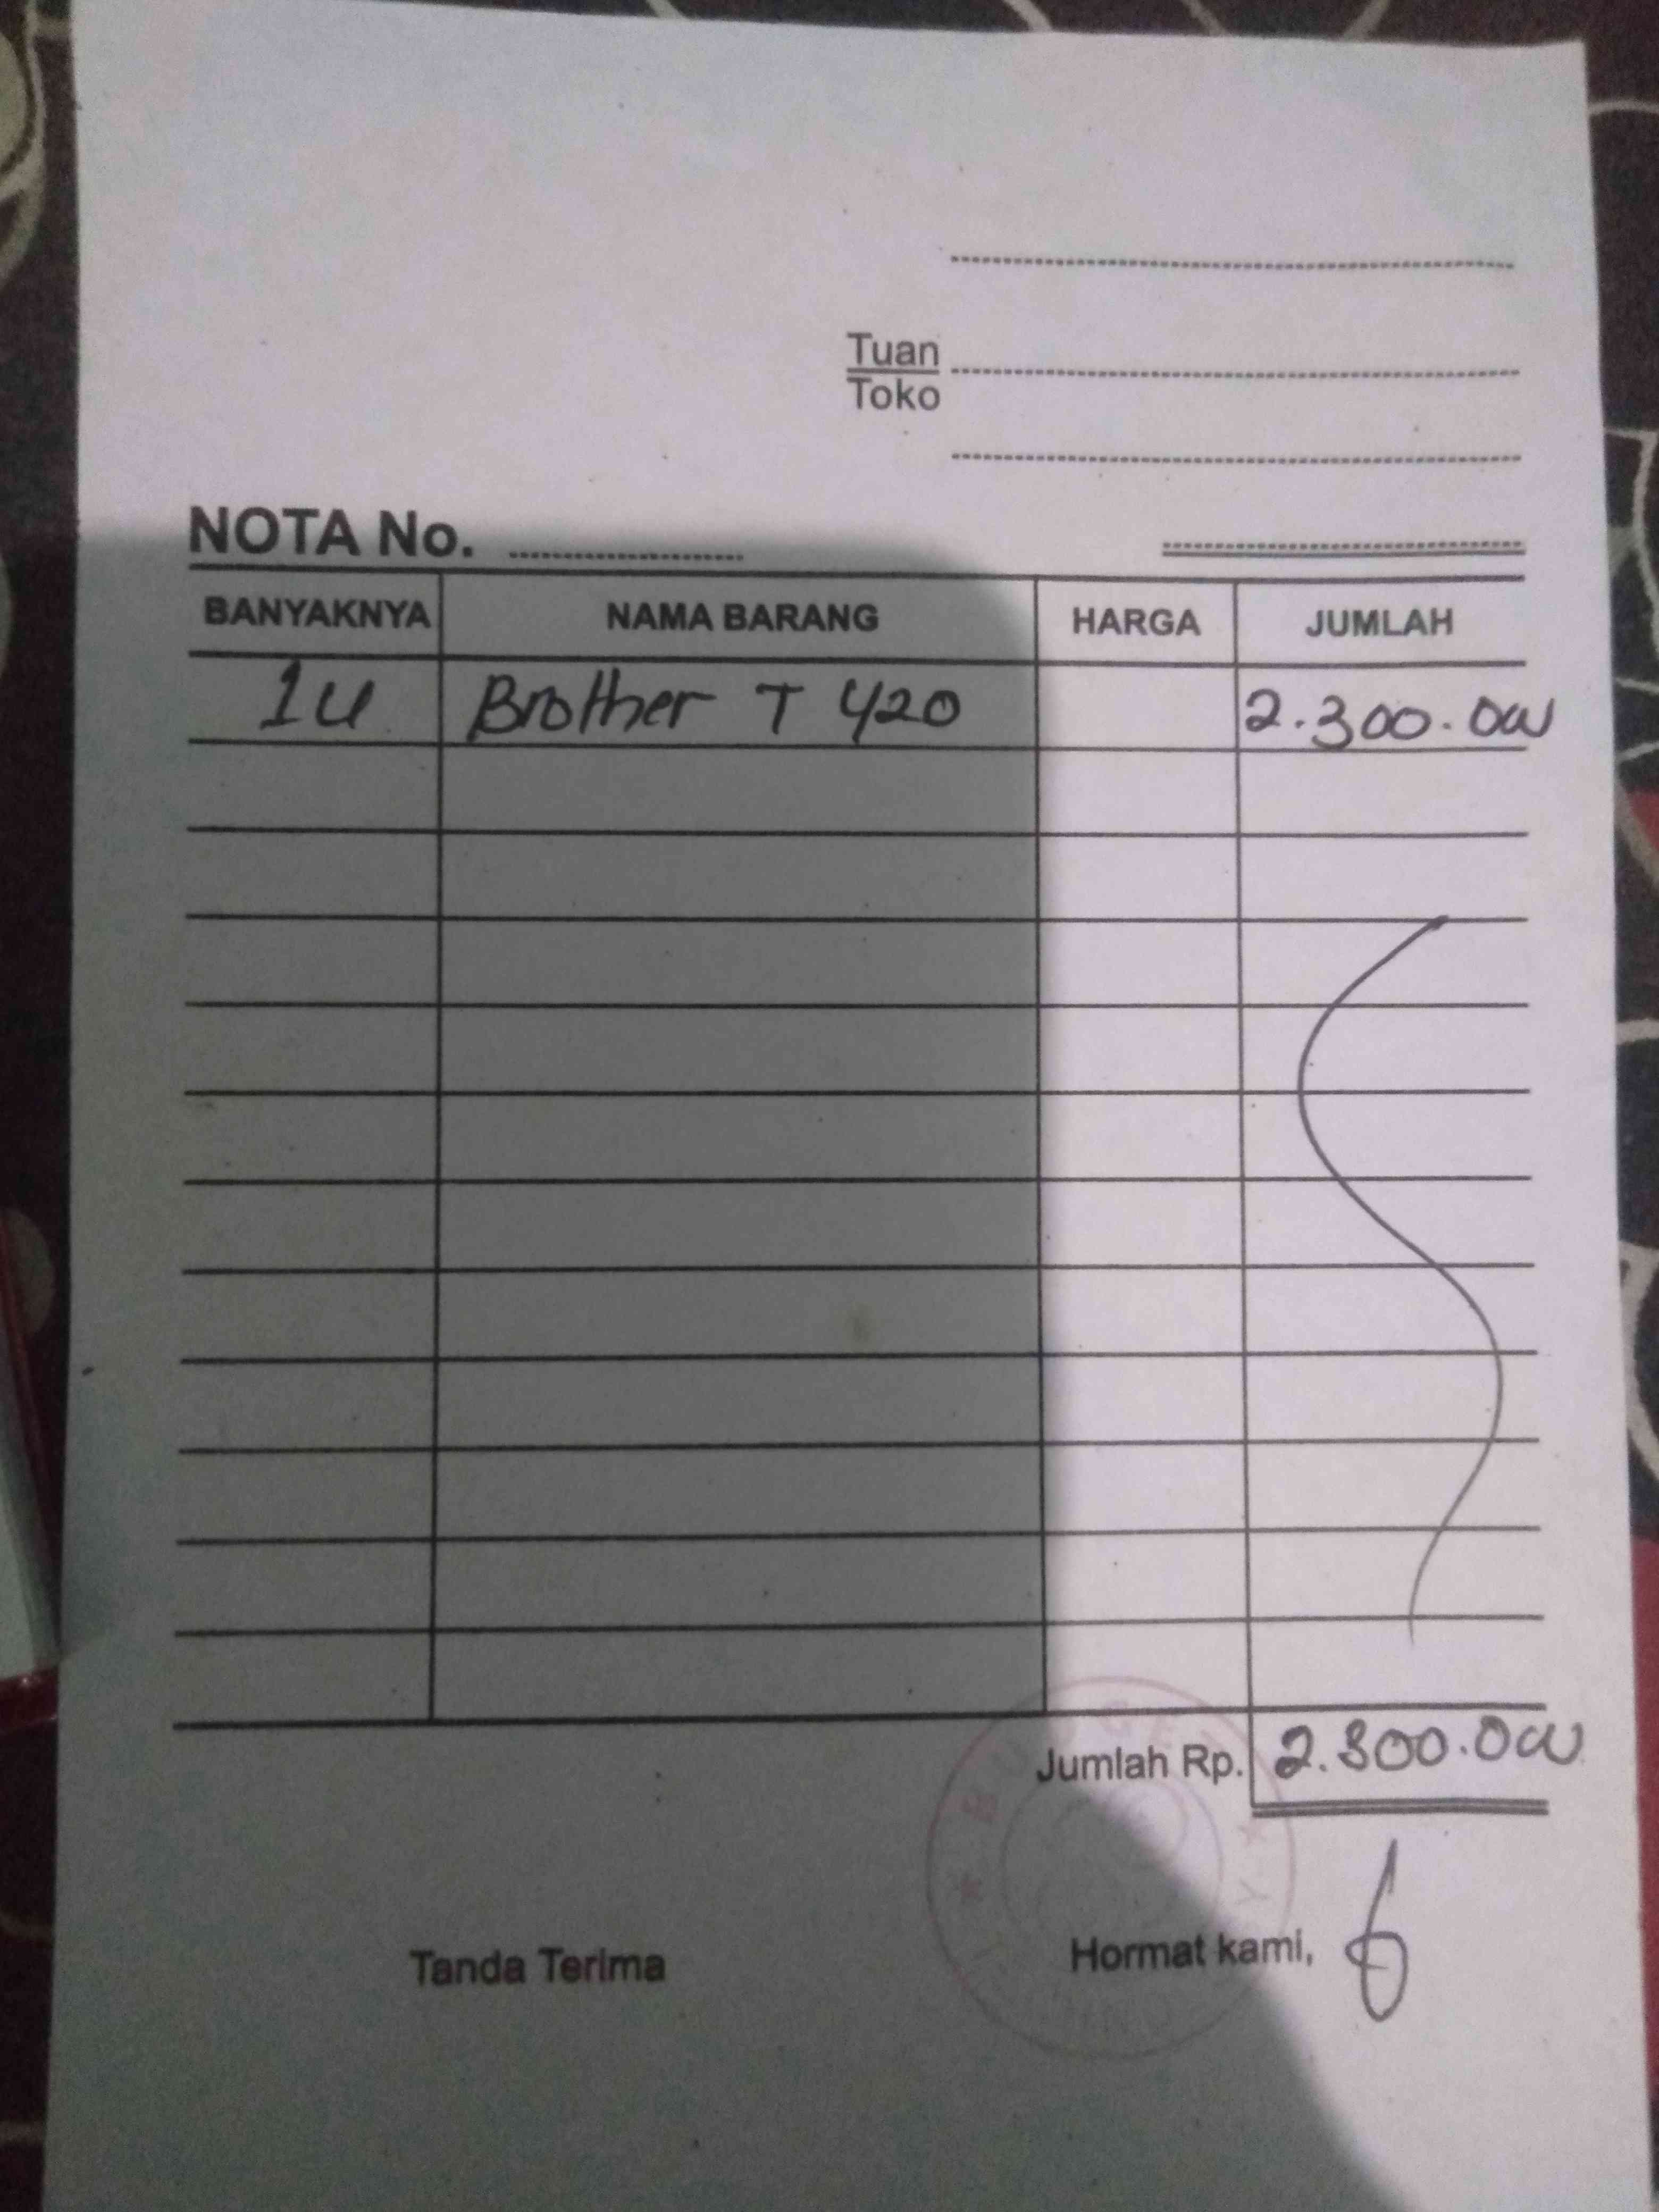 Tuan
Toko
NOTA No.
BANYAKNYA NAMA BARANG HARGA JUMLAH
1 U Brother T 420 2.300.000
Jumlah Rp. 2.300.000
Tanda Terima Hormat kami,